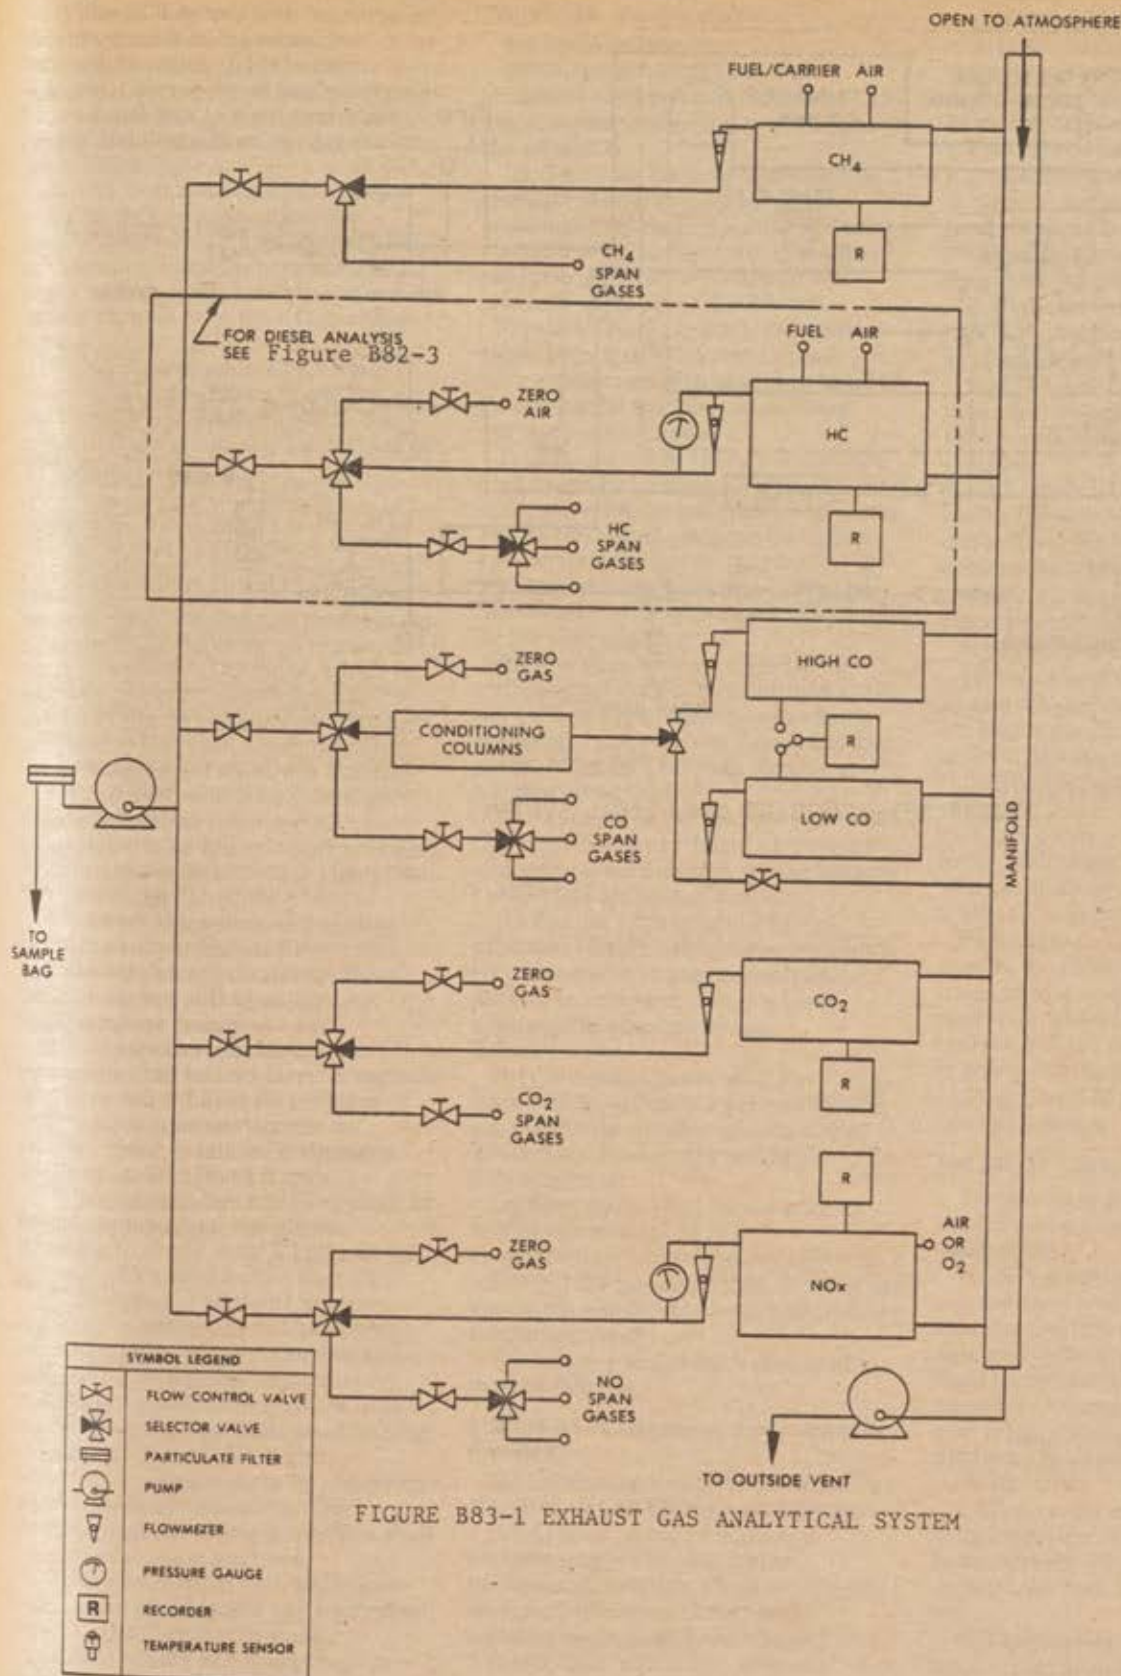 OPEN TO ATMOSPHERE
FUEL/CARRIER AIR
CH4
R
CH4
SPAN
GASES
FOR DIESEL ANALYSIS
SEE Figure B82-3
FUEL AIR
ZERO
AIR
HC
HC
SPAN
GASES
R
ZERO
GAS
HIGH CO
CONDITIONING
COLUMNS
R
CO
SPAN
GASES
LOW CO
MANIFOLD
TO
SAMPLE
BAG
ZERO
GAS
CO2
CO2
SPAN
GASES
R
R
ZERO
GAS
AIR
OR
O2
NOx
NO
SPAN
GASES
TO OUTSIDE VENT
SYMBOL LEGEND
FLOW CONTROL VALVE
SELECTOR VALVE
PARTICULATE FILTER
PUMP
FLOWMETER
PRESSURE GAUGE
R RECORDER
TEMPERATURE SENSOR
FIGURE B83-1 EXHAUST GAS ANALYTICAL SYSTEM